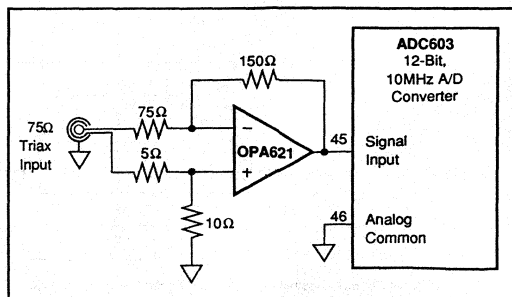 ADC603
12-Bit,
10MHz A/D
Converter
150Ω
75Ω
Triax
Input
75Ω
5Ω
−
+
OPA621
10Ω
45
Signal
Input
46
Analog
Common